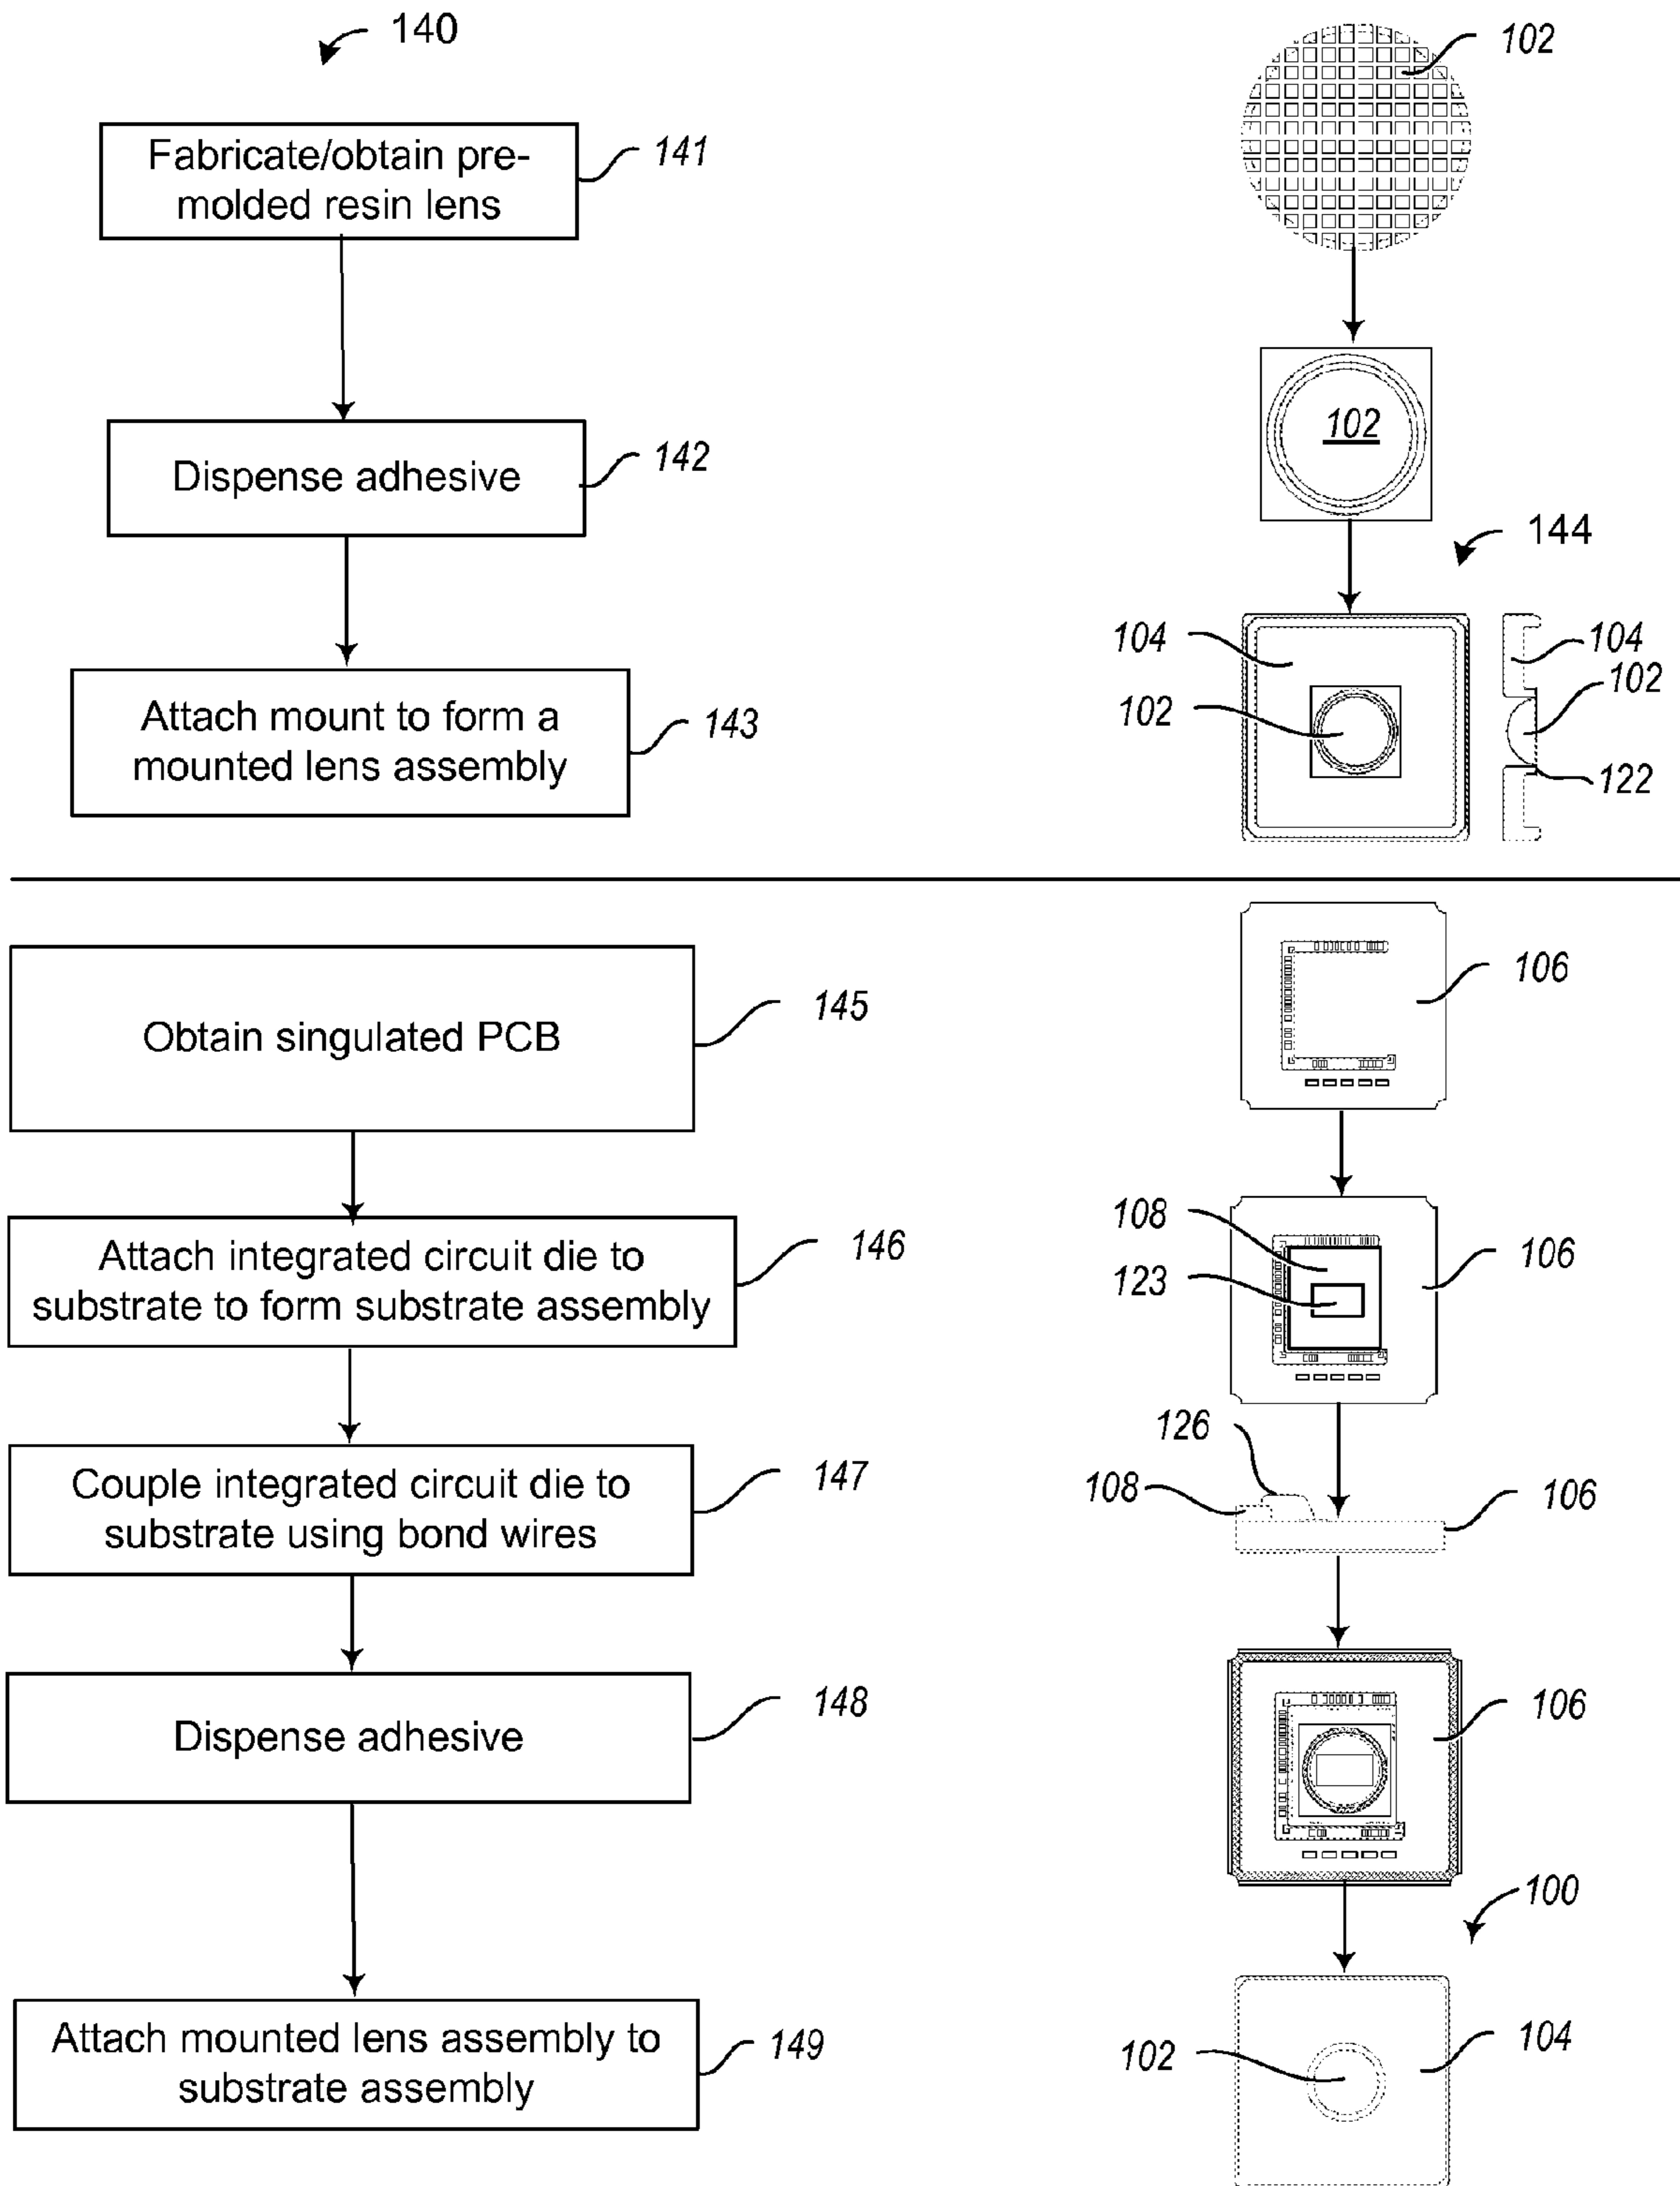 140
102
Fabricate/obtain pre-
molded resin lens
141
102
Dispense adhesive
142
144
Attach mount to form a
mounted lens assembly
143
104
102
104
102
122
Obtain singulated PCB
145
106
Attach integrated circuit die to
substrate to form substrate assembly
146
108
123
106
Couple integrated circuit die to
substrate using bond wires
147
126
108
106
Dispense adhesive
148
106
100
Attach mounted lens assembly to
substrate assembly
149
102
104